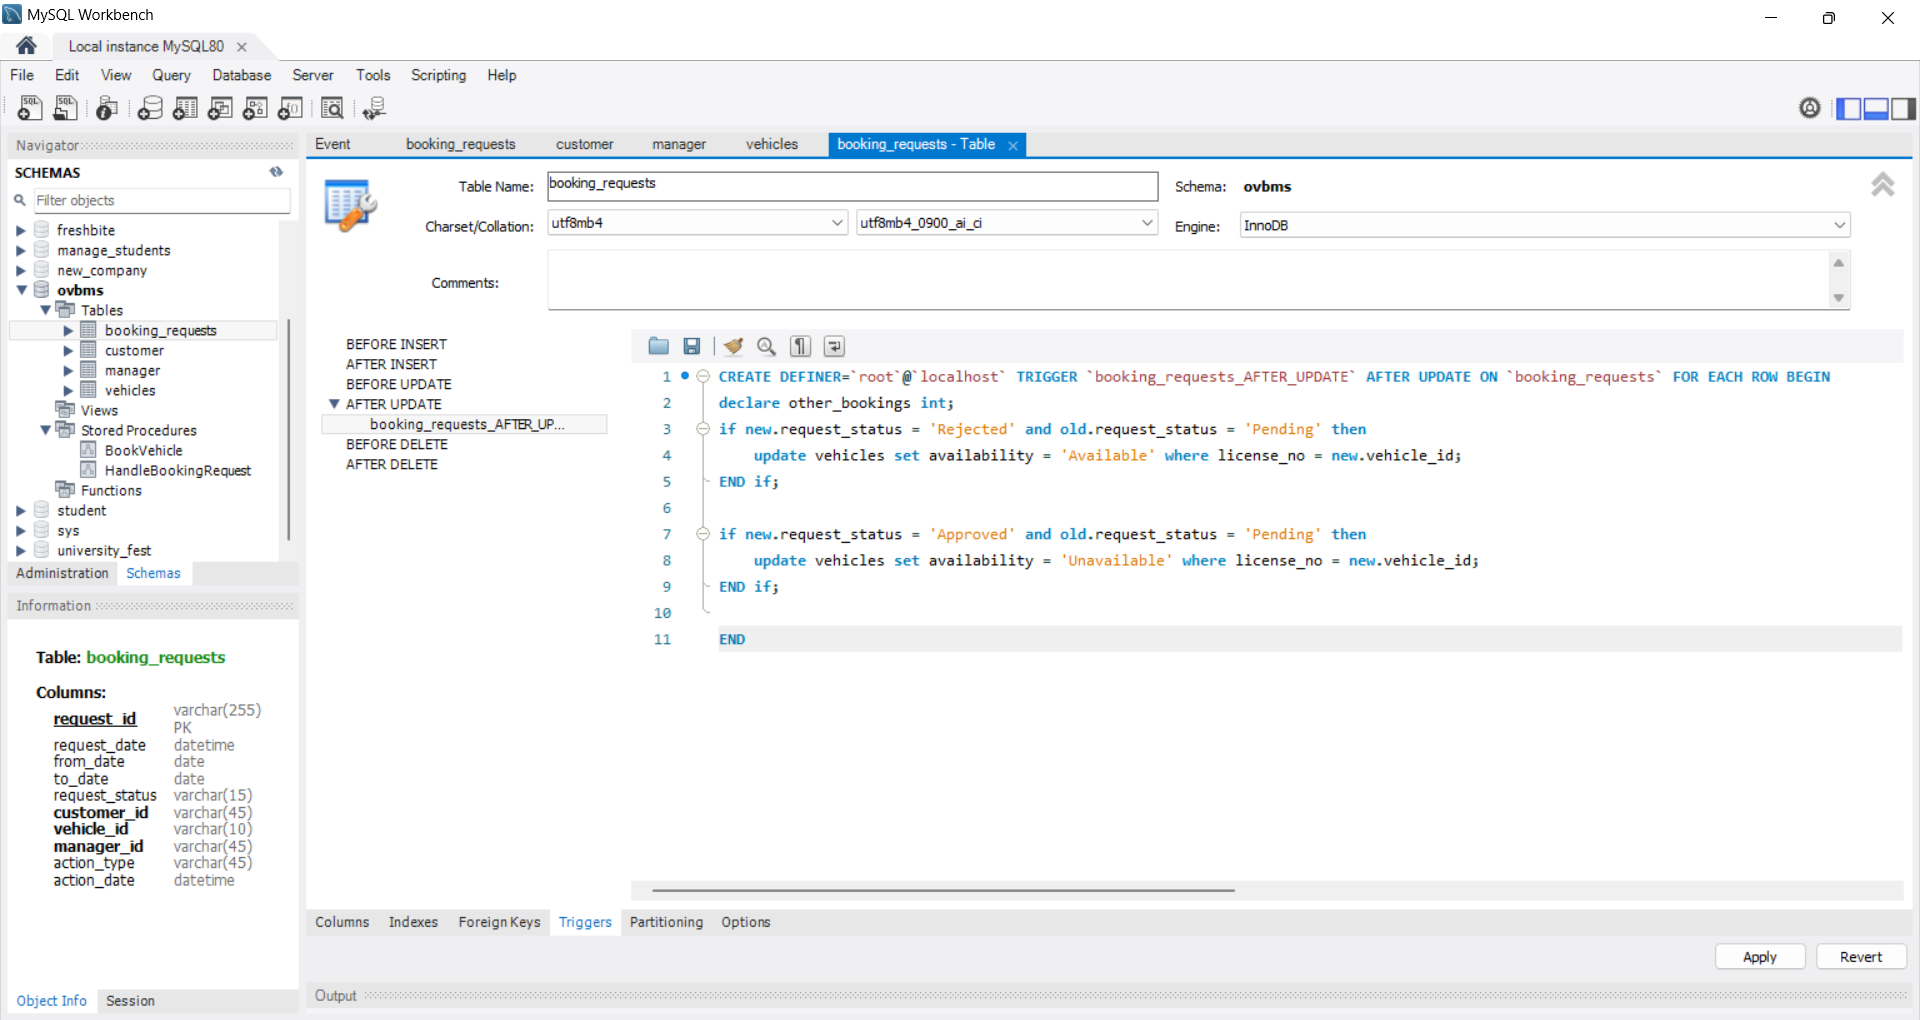 MySQL Workbench
Local instance MySQL80
File Edit View Query Database Server Tools Scripting Help
Navigator
SCHEMAS
Filter objects
freshbite
manage_students
new_company
ovbms
Tables
booking_requests
customer
manager
vehicles
Views
Stored Procedures
BookVehicle
HandleBookingRequest
Functions
student
sys
university_fest
Administration Schemas
Information
Table: booking_requests
Columns:
request_id varchar(255) PK
request_date datetime
from_date date
to_date date
request_status varchar(15)
customer_id varchar(45)
vehicle_id varchar(10)
manager_id varchar(45)
action_type varchar(45)
action_date datetime
Object Info Session
Event booking_requests customer manager vehicles booking_requests - Table
Table Name: booking_requests Schema: ovbms
Charset/Collation: utf8mb4 utf8mb4_0900_ai_ci Engine: InnoDB
Comments:
BEFORE INSERT
AFTER INSERT
BEFORE UPDATE
AFTER UPDATE
booking_requests_AFTER_UP...
BEFORE DELETE
AFTER DELETE
1 CREATE DEFINER=`root`@`localhost` TRIGGER `booking_requests_AFTER_UPDATE` AFTER UPDATE ON `booking_requests` FOR EACH ROW BEGIN
2 declare other_bookings int;
3 if new.request_status = 'Rejected' and old.request_status = 'Pending' then
4 update vehicles set availability = 'Available' where license_no = new.vehicle_id;
5 END if;
6
7 if new.request_status = 'Approved' and old.request_status = 'Pending' then
8 update vehicles set availability = 'Unavailable' where license_no = new.vehicle_id;
9 END if;
10
11 END
Columns Indexes Foreign Keys Triggers Partitioning Options
Apply Revert
Output